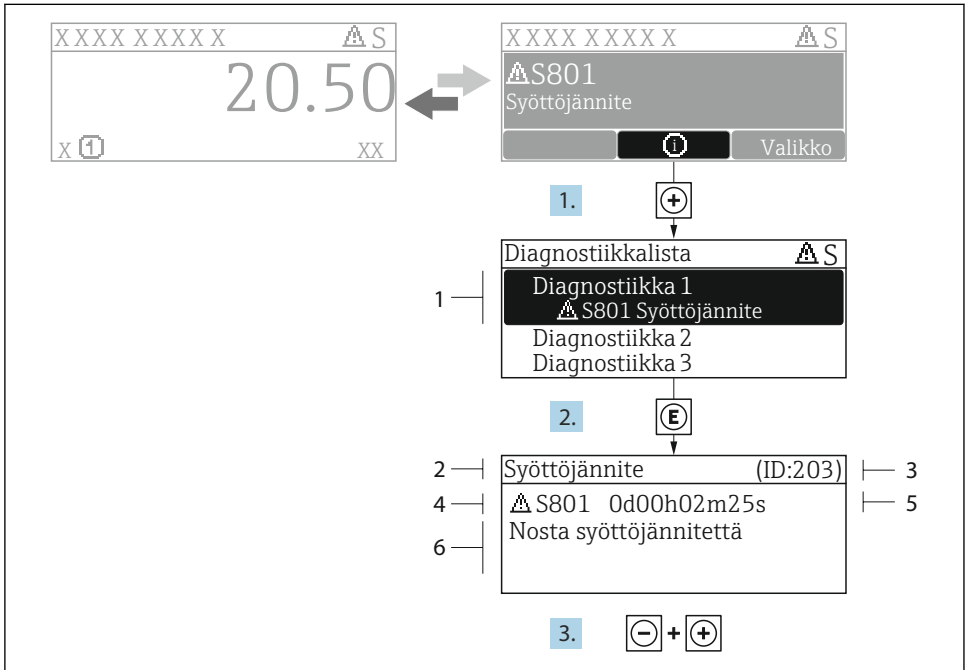 XXXX XXXX X S
20.50
X 1 XX
XXXX XXXX X S
S801
Syöttöjännite
i Valikko
1. +
Diagnostiikkalista S
1
Diagnostiikka 1
S801 Syöttöjännite
Diagnostiikka 2
Diagnostiikka 3
2. E
2 Syöttöjännite (ID:203) 3
4 S801 0d00h02m25s 5
6 Nosta syöttöjännitettä
3. - + +